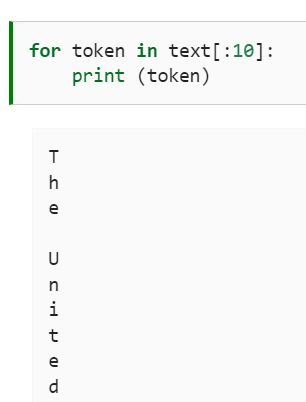 for token in text[:10]:
    print (token)
T
h
e

U
n
i
t
e
d